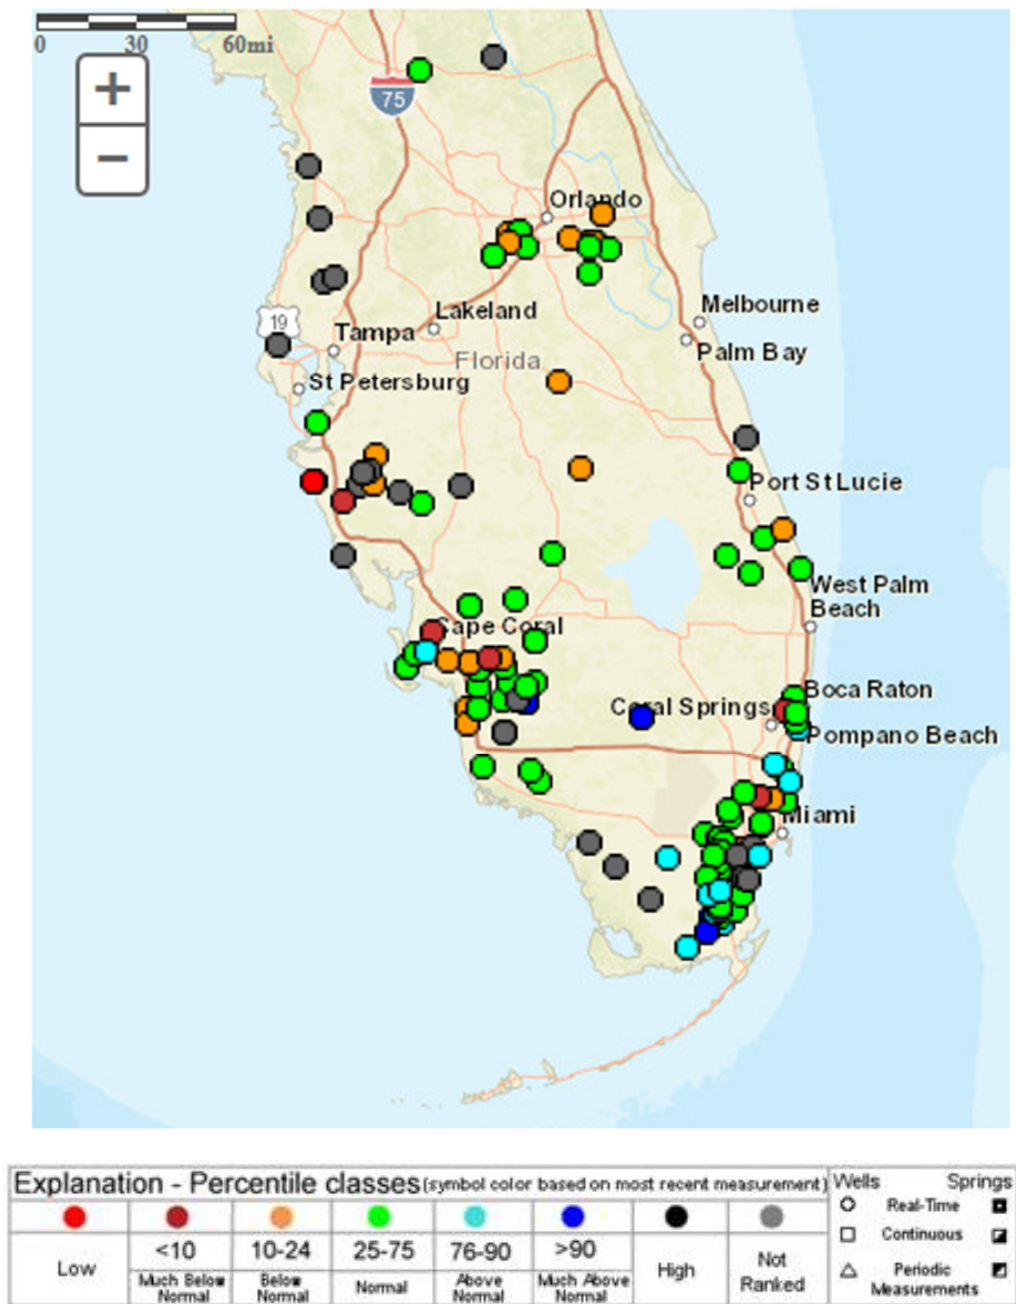 0 30 60mi
+
−
75
Orlando
Melbourne
Lakeland
19
Tampa
Florida
Palm Bay
St Petersburg
Port St Lucie
West Palm
Beach
Cape Coral
Boca Raton
Coral Springs
Pompano Beach
Miami
Explanation - Percentile classes (symbol color based on most recent measurement)
Low
<10
Much Below
Normal
10-24
Below
Normal
25-75
Normal
76-90
Above
Normal
>90
Much Above
Normal
High
Not
Ranked
Wells Springs
Real-Time
Continuous
Periodic
Measurements